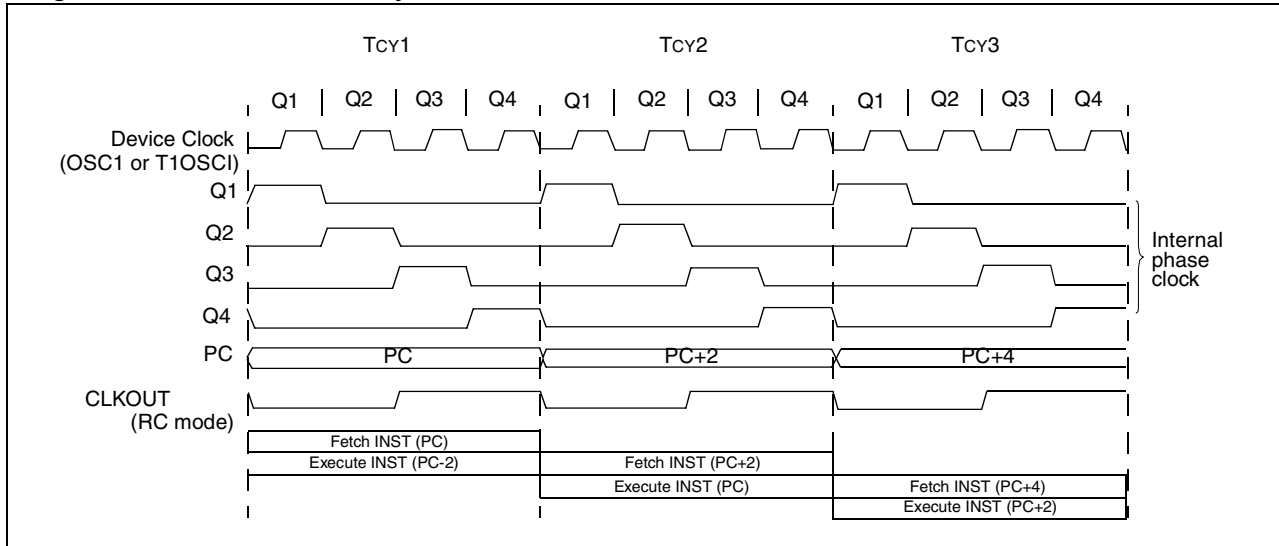 TCY1 TCY2 TCY3
Q1 Q2 Q3 Q4 Q1 Q2 Q3 Q4 Q1 Q2 Q3 Q4
Device Clock
(OSC1 or T1OSCI)
Q1
Q2
Internal
phase
clock
Q3
Q4
PC PC PC+2 PC+4
CLKOUT
(RC mode)
Fetch INST (PC)
Execute INST (PC-2) Fetch INST (PC+2)
Execute INST (PC) Fetch INST (PC+4)
Execute INST (PC+2)